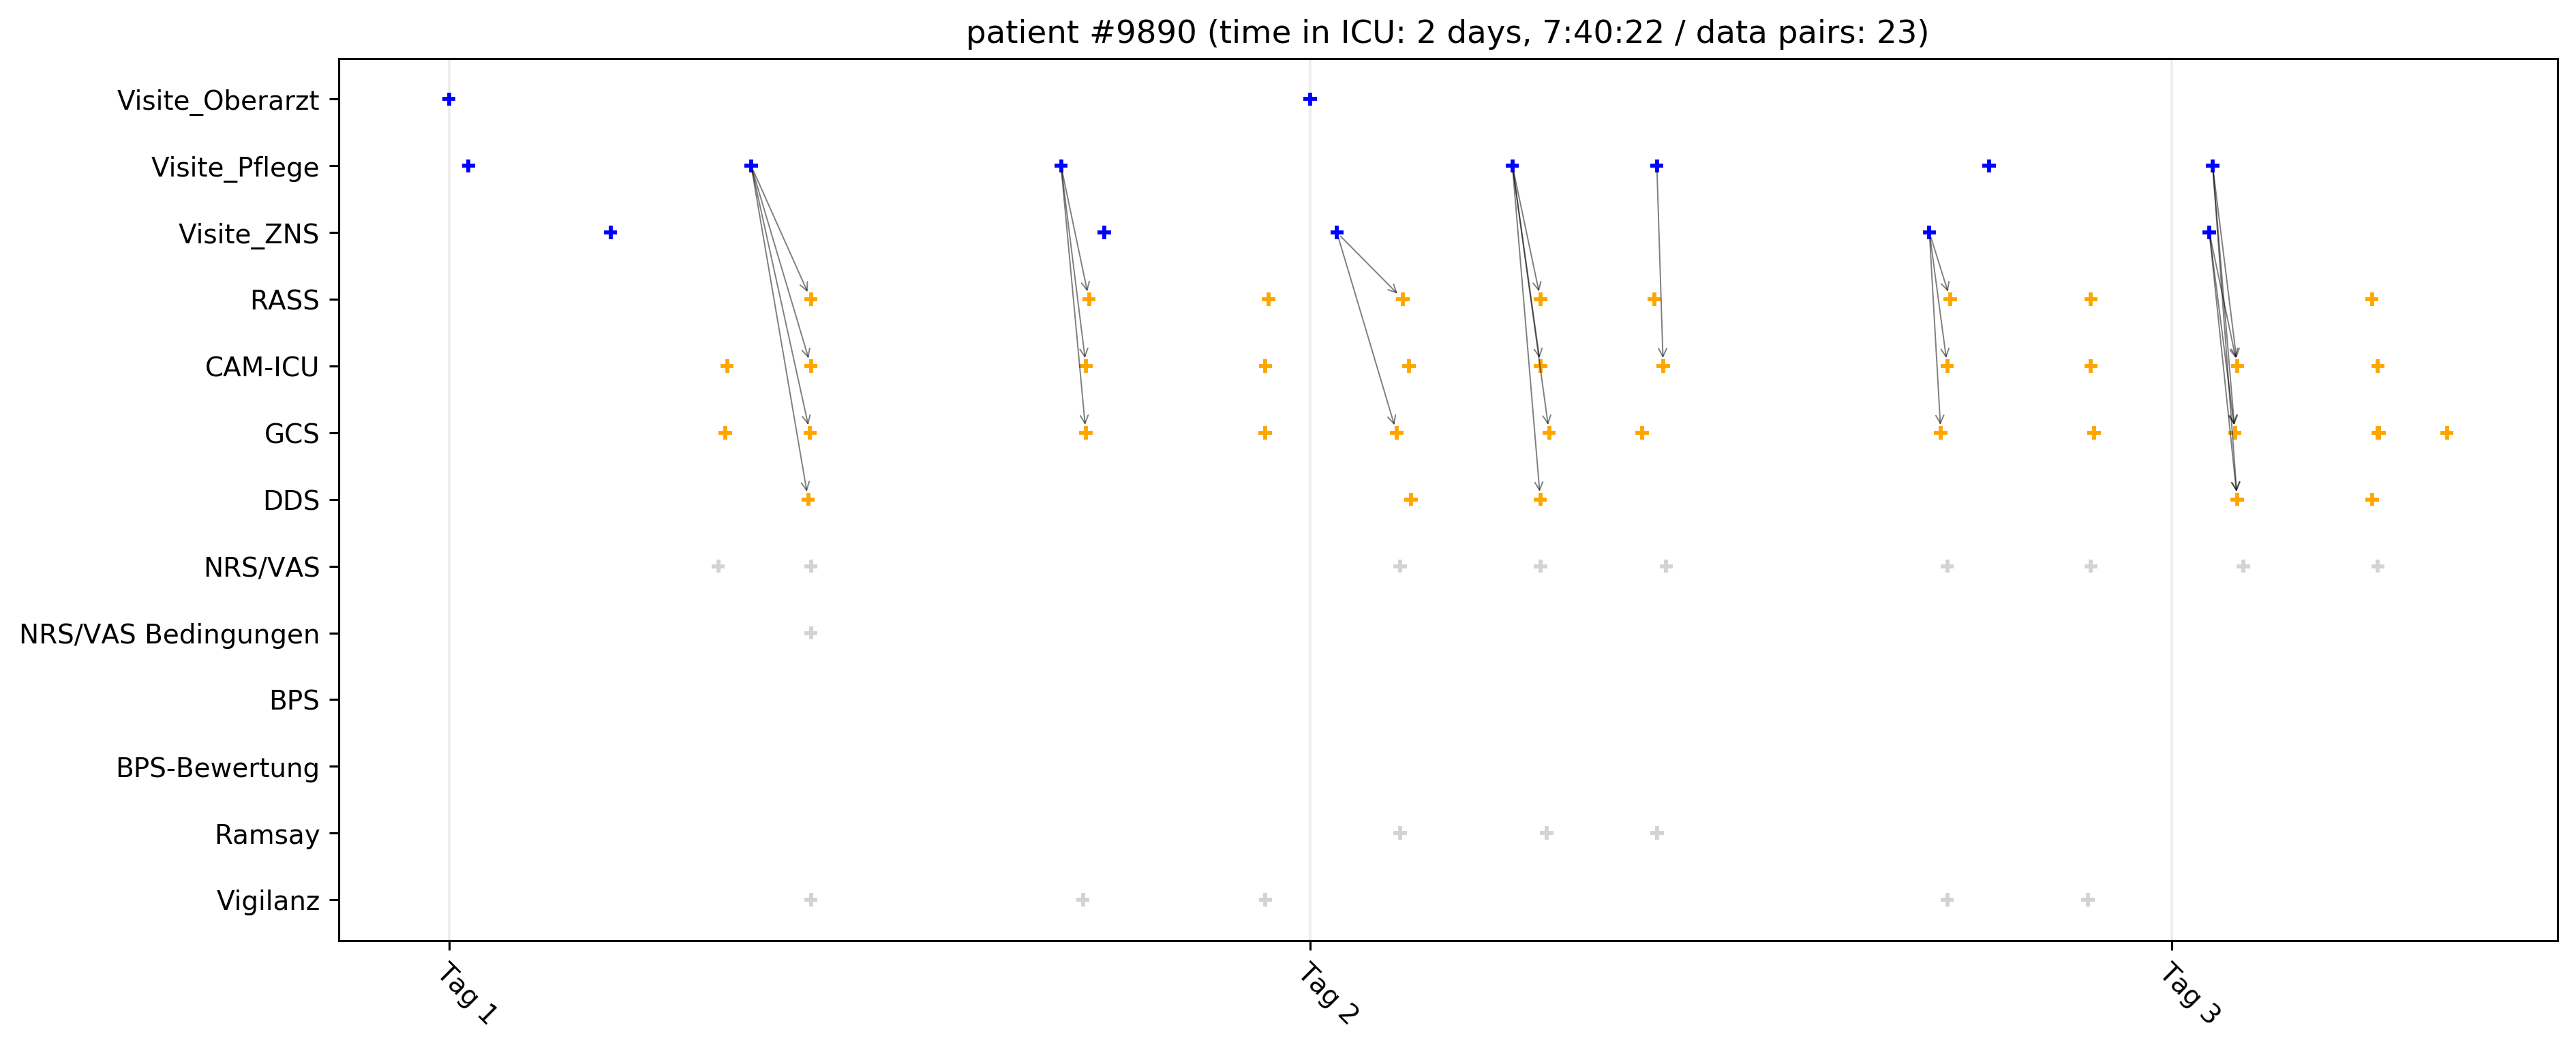 patient #9890 (time in ICU: 2 days, 7:40:22 / data pairs: 23)
Visite_Oberarzt
Visite_Pflege
Visite_ZNS
RASS
CAM-ICU
GCS
DDS
NRS/VAS
NRS/VAS Bedingungen
BPS
BPS-Bewertung
Ramsay
Vigilanz
Tag 1
Tag 2
Tag 3